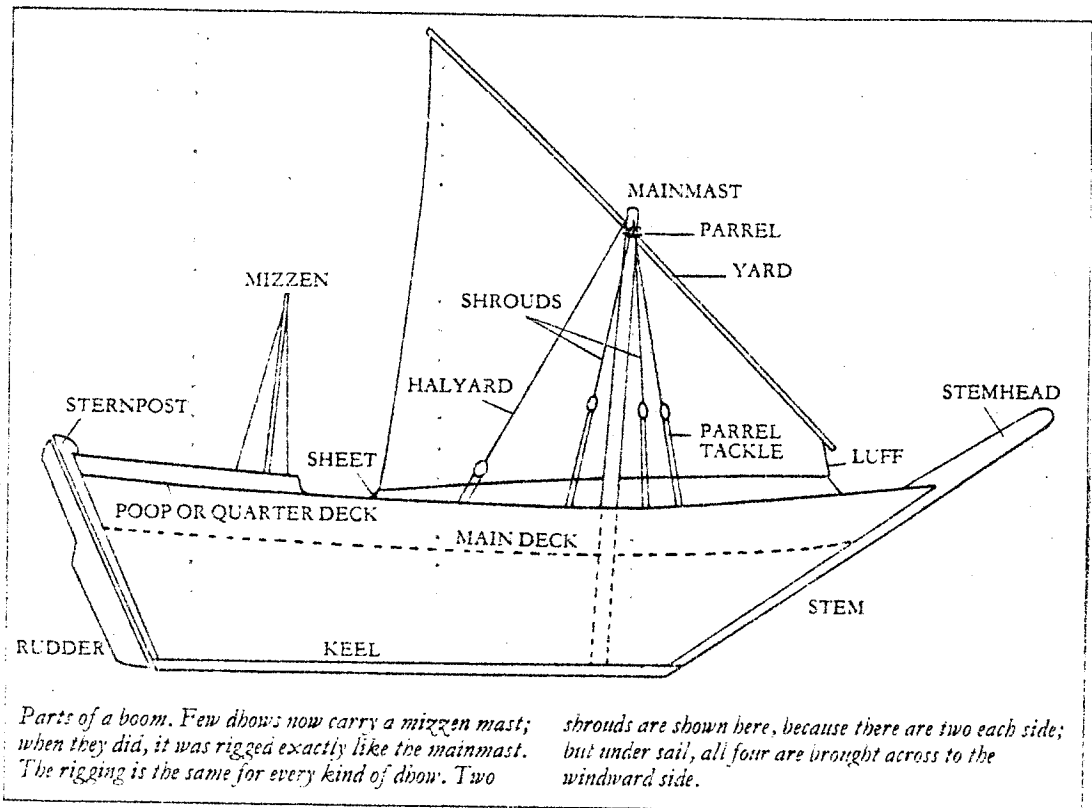 MAINMAST
PARREL
YARD
MIZZEN
SHROUDS
HALYARD
STEMHEAD
STERNPOST
PARREL
TACKLE
SHEET
LUFF
POOP OR QUARTER DECK
MAIN DECK
STEM
RUDDER
KEEL
Parts of a boom. Few dhows now carry a mizzen mast;
when they did, it was rigged exactly like the mainmast.
The rigging is the same for every kind of dhow. Two
shrouds are shown here, because there are two each side;
but under sail, all four are brought across to the
windward side.